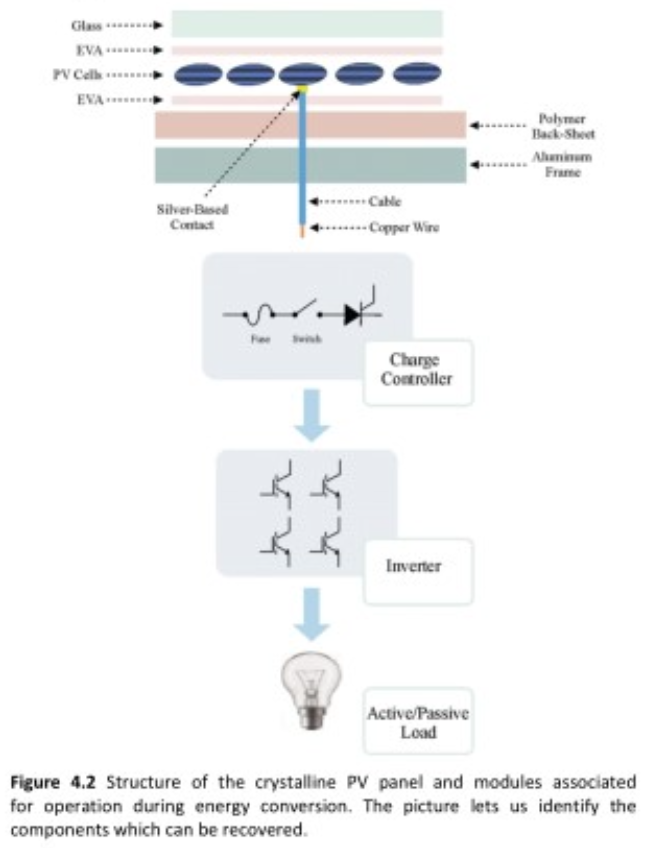 Glass
EVA
PV Cells
EVA
Polymer
Back-Sheet
Aluminum
Frame
Silver-Based
Contact
Cable
Copper Wire
Fuse
Switch
Charge
Controller
Inverter
Active/Passive
Load
Figure 4.2 Structure of the crystalline PV panel and modules associated
for operation during energy conversion. The picture lets us identify the
components which can be recovered.